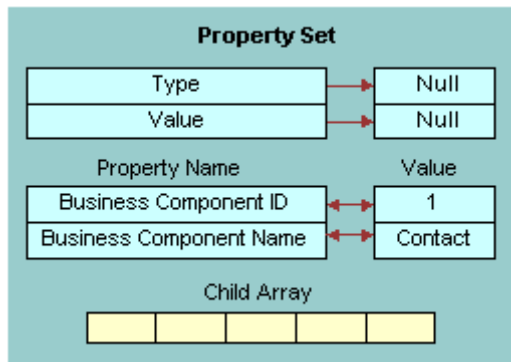 Property Set
Type Null
Value Null
Property Name Value
Business Component ID 1
Business Component Name Contact
Child Array